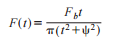 F(t) = F_b t / π(t² + ψ²)